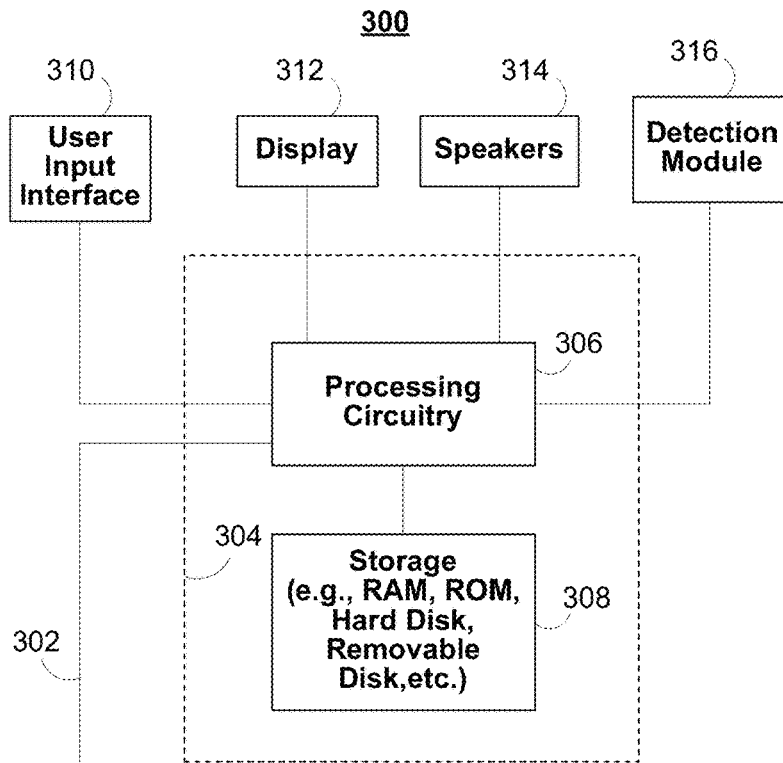 300
310
312
314
316
User
Input
Interface
Display
Speakers
Detection
Module
306
Processing
Circuitry
304
Storage
(e.g., RAM, ROM,
Hard Disk,
Removable
Disk,etc.)
308
302